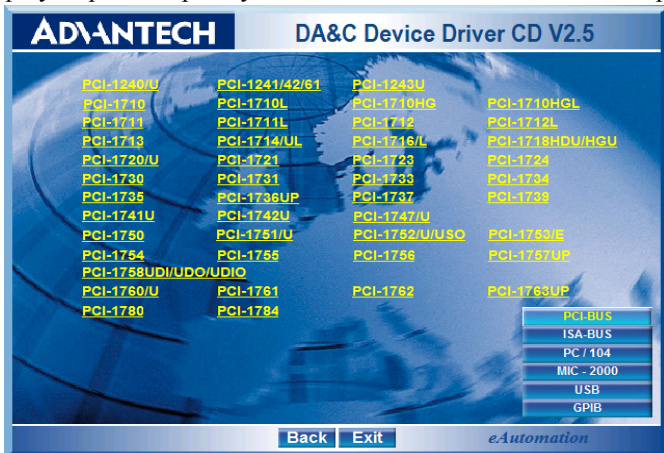 ADVANTECH DA&C Device Driver CD V2.5
PCI-1240/U PCI-1241/42/61 PCI-1243U
PCI-1710 PCI-1710L PCI-1710HG PCI-1710HGL
PCI-1711 PCI-1711L PCI-1712 PCI-1712L
PCI-1713 PCI-1714/UL PCI-1716/L PCI-1718HDU/HGU
PCI-1720/U PCI-1721 PCI-1723 PCI-1724
PCI-1730 PCI-1731 PCI-1733 PCI-1734
PCI-1735 PCI-1736UP PCI-1737 PCI-1739
PCI-1741U PCI-1742U PCI-1747/U
PCI-1750 PCI-1751/U PCI-1752/U/USO PCI-1753/E
PCI-1754 PCI-1755 PCI-1756 PCI-1757UP
PCI-1758UDI/UDO/UDIO
PCI-1760/U PCI-1761 PCI-1762 PCI-1763UP
PCI-1780 PCI-1784
PCI-BUS
ISA-BUS
PC / 104
MIC - 2000
USB
GPIB
Back Exit eAutomation